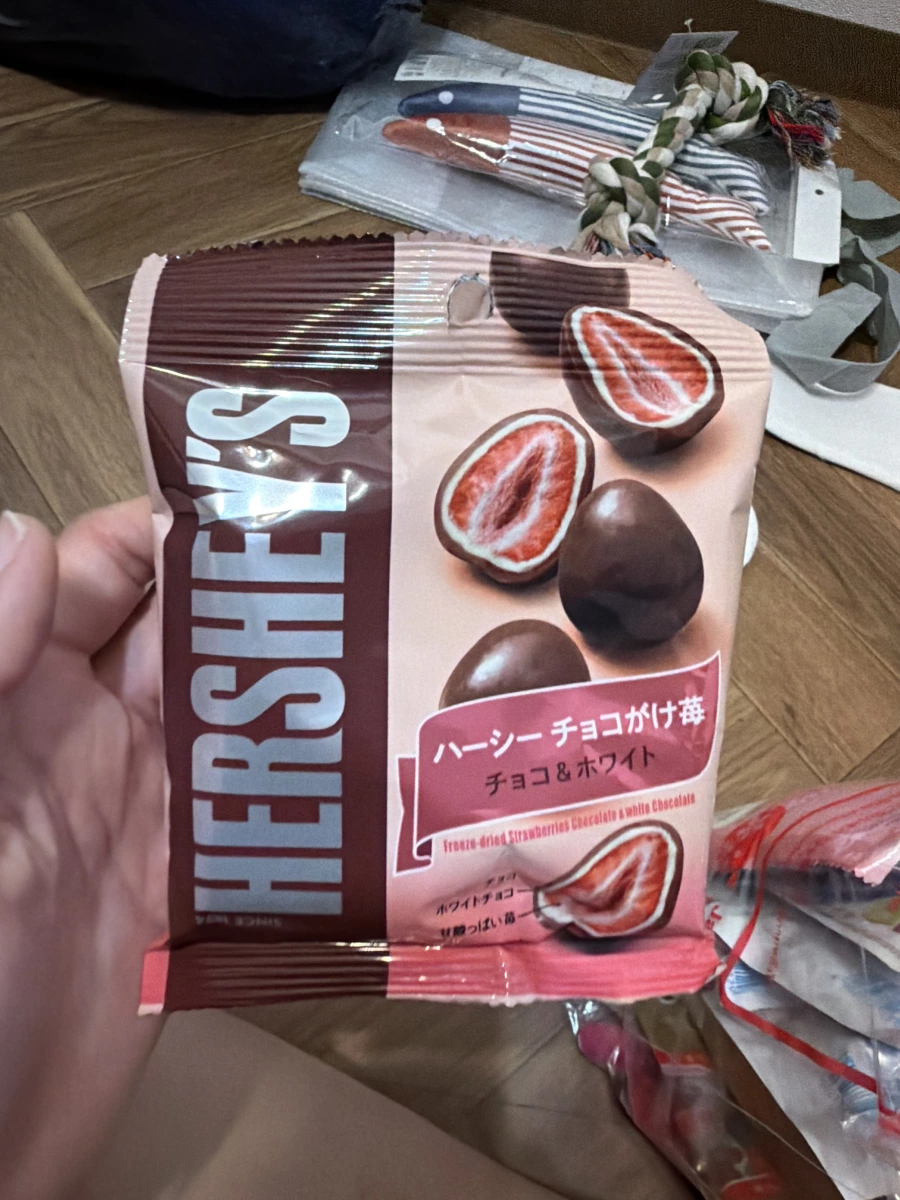 HERSHEY'S
SINCE 1894
ハーシー チョコがけ苺
チョコ&ホワイト
Freeze-dried Strawberries Chocolate & white Chocolate
チョコ
ホワイトチョコ
甘酸っぱい苺